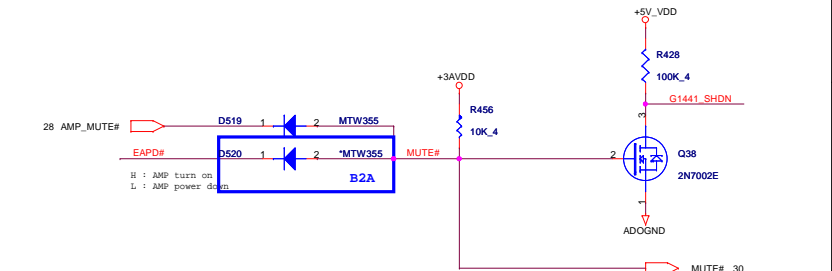 +5V_VDD
R428
100K_4
G1441_SHDN
+3AVDD
R456
10K_4
28 AMP_MUTE#
D519 1 2 MTW355
EAPD# D520 1 2 *MTW355 MUTE#
B2A
H : AMP turn on
L : AMP power down
2
3
Q38
2N7002E
1
ADOGND
MUTE# 30